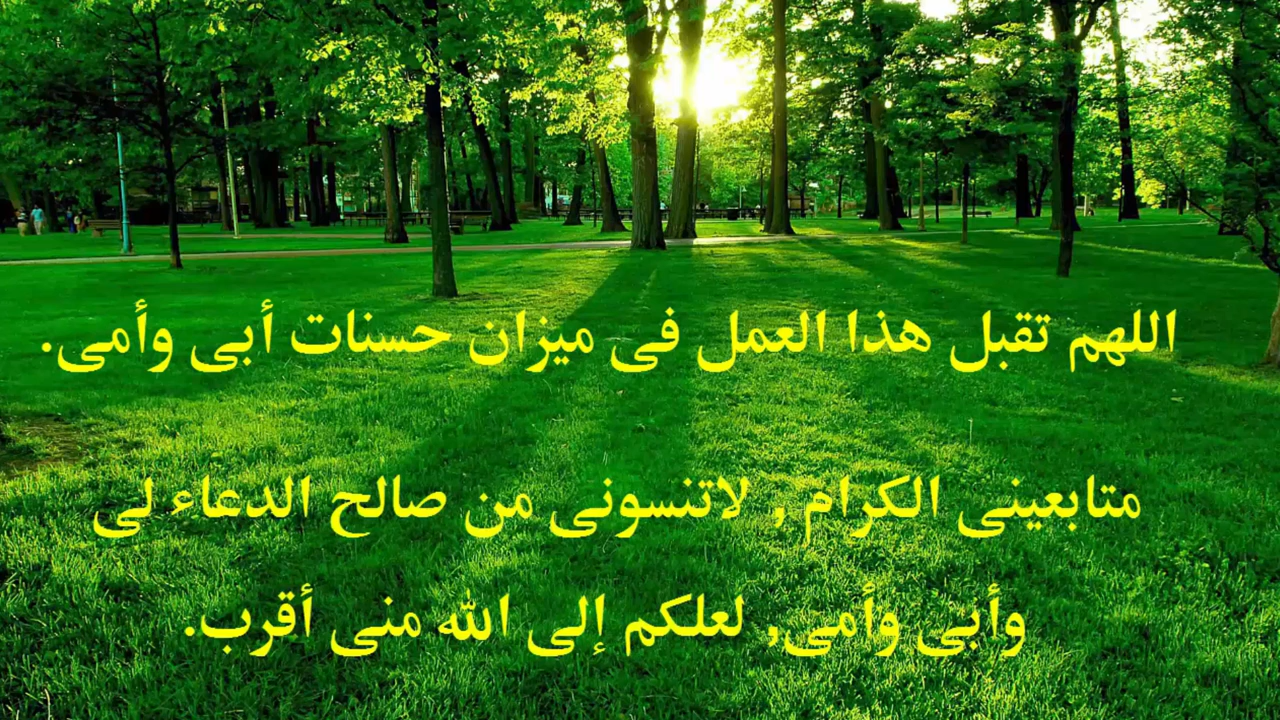 اللهم تقبل هذا العمل فى ميزان حسنات أبى وأمى.
متابعينى الكرام , لاتنسونى من صالح الدعاء لى
وأبى وأمى, لعلكم إلى الله منى أقرب.